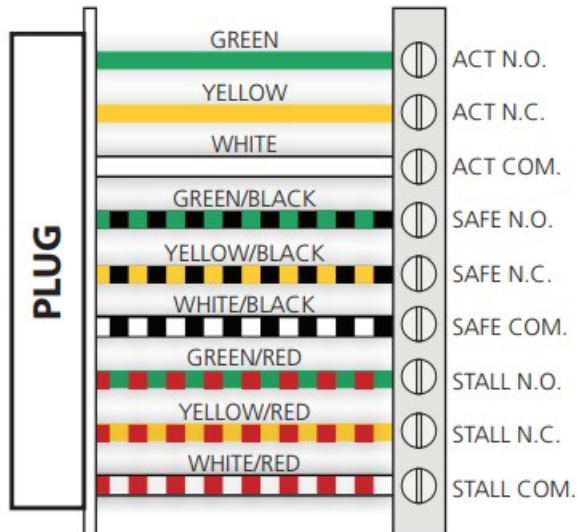 PLUG
GREEN
ACT N.O.
YELLOW
ACT N.C.
WHITE
ACT COM.
GREEN/BLACK
SAFE N.O.
YELLOW/BLACK
SAFE N.C.
WHITE/BLACK
SAFE COM.
GREEN/RED
STALL N.O.
YELLOW/RED
STALL N.C.
WHITE/RED
STALL COM.